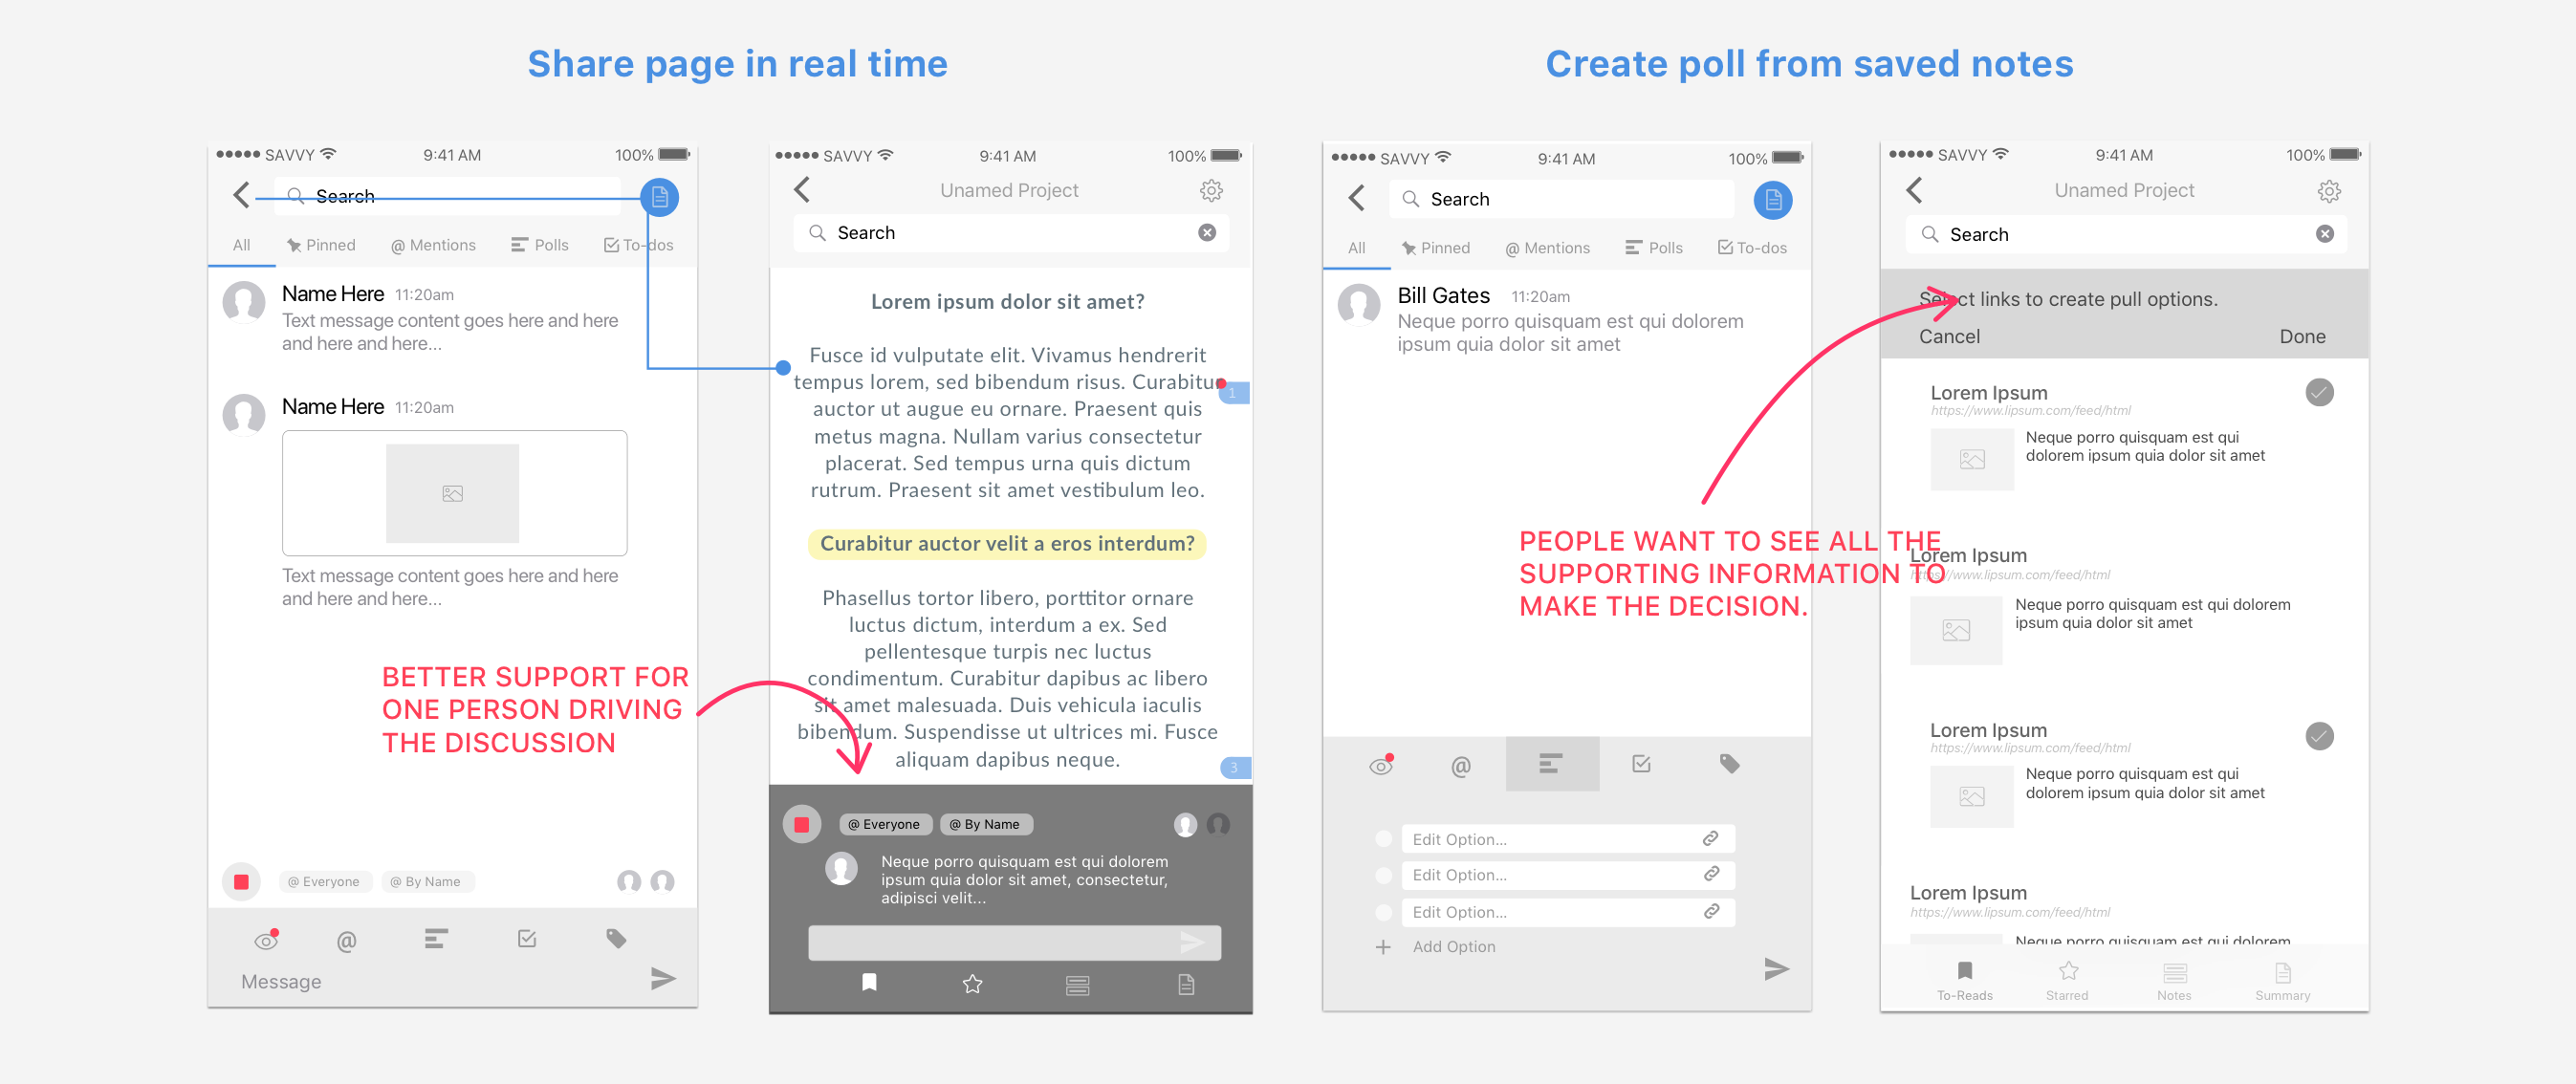 Share page in real time
Create poll from saved notes
SAVVY 9:41 AM 100%
Search
All Pinned @ Mentions Polls To-dos
Name Here 11:20am
Text message content goes here and here
and here and here...
Name Here 11:20am
Text message content goes here and here
and here and here...
BETTER SUPPORT FOR
ONE PERSON DRIVING
THE DISCUSSION
@ Everyone @ By Name
@
Message
SAVVY 9:41 AM 100%
Unamed Project
Search
Lorem ipsum dolor sit amet?
Fusce id vulputate elit. Vivamus hendrerit
tempus lorem, sed bibendum risus. Curabitur
1
auctor ut augue eu ornare. Praesent quis
metus magna. Nullam varius consectetur
placerat. Sed tempus urna quis dictum
rutrum. Praesent sit amet vestibulum leo.
Curabitur auctor velit a eros interdum?
Phasellus tortor libero, porttitor ornare
luctus dictum, interdum a ex. Sed
pellentesque turpis nec luctus
condimentum. Curabitur dapibus ac libero
sit amet malesuada. Duis vehicula iaculis
bibendum. Suspendisse ut ultrices mi. Fusce
aliquam dapibus neque.
3
@ Everyone @ By Name
Neque porro quisquam est qui dolorem
ipsum quia dolor sit amet, consectetur,
adipisci velit...
SAVVY 9:41 AM 100%
Search
All Pinned @ Mentions Polls To-dos
Bill Gates 11:20am
Neque porro quisquam est qui dolorem
ipsum quia dolor sit amet
PEOPLE WANT TO SEE ALL THE
SUPPORTING INFORMATION TO
MAKE THE DECISION.
@
Edit Option...
Edit Option...
Edit Option...
Add Option
SAVVY 9:41 AM 100%
Unamed Project
Search
Select links to create pull options.
Cancel Done
Lorem Ipsum
https://www.lipsum.com/feed/html
Neque porro quisquam est qui
dolorem ipsum quia dolor sit amet
Lorem Ipsum
https://www.lipsum.com/feed/html
Neque porro quisquam est qui dolorem
ipsum quia dolor sit amet
Lorem Ipsum
https://www.lipsum.com/feed/html
Neque porro quisquam est qui
dolorem ipsum quia dolor sit amet
Lorem Ipsum
https://www.lipsum.com/feed/html
Neque porro quisquam est qui dolorem
To-Reads Starred Notes Summary